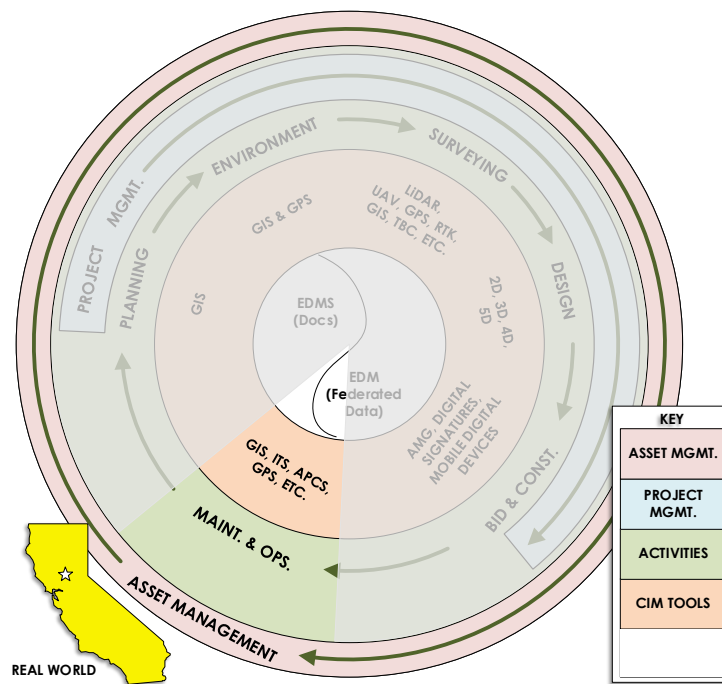 ENVIRONMENT
SURVEYING
PROJECT MGMT.
PLANNING
DESIGN
BID & CONST.
MAINT. & OPS.
ASSET MANAGEMENT
GIS & GPS
LiDAR,
UAV, GPS, RTK,
GIS, TBC, ETC.
GIS
2D, 3D, 4D,
5D
AMG, DIGITAL
SIGNATURES,
MOBILE DIGITAL
DEVICES
GIS, ITS, APCS,
GPS, ETC.
EDMS
(Docs)
EDM
(Federated
Data)
REAL WORLD
KEY
ASSET MGMT.
PROJECT
MGMT.
ACTIVITIES
CIM TOOLS